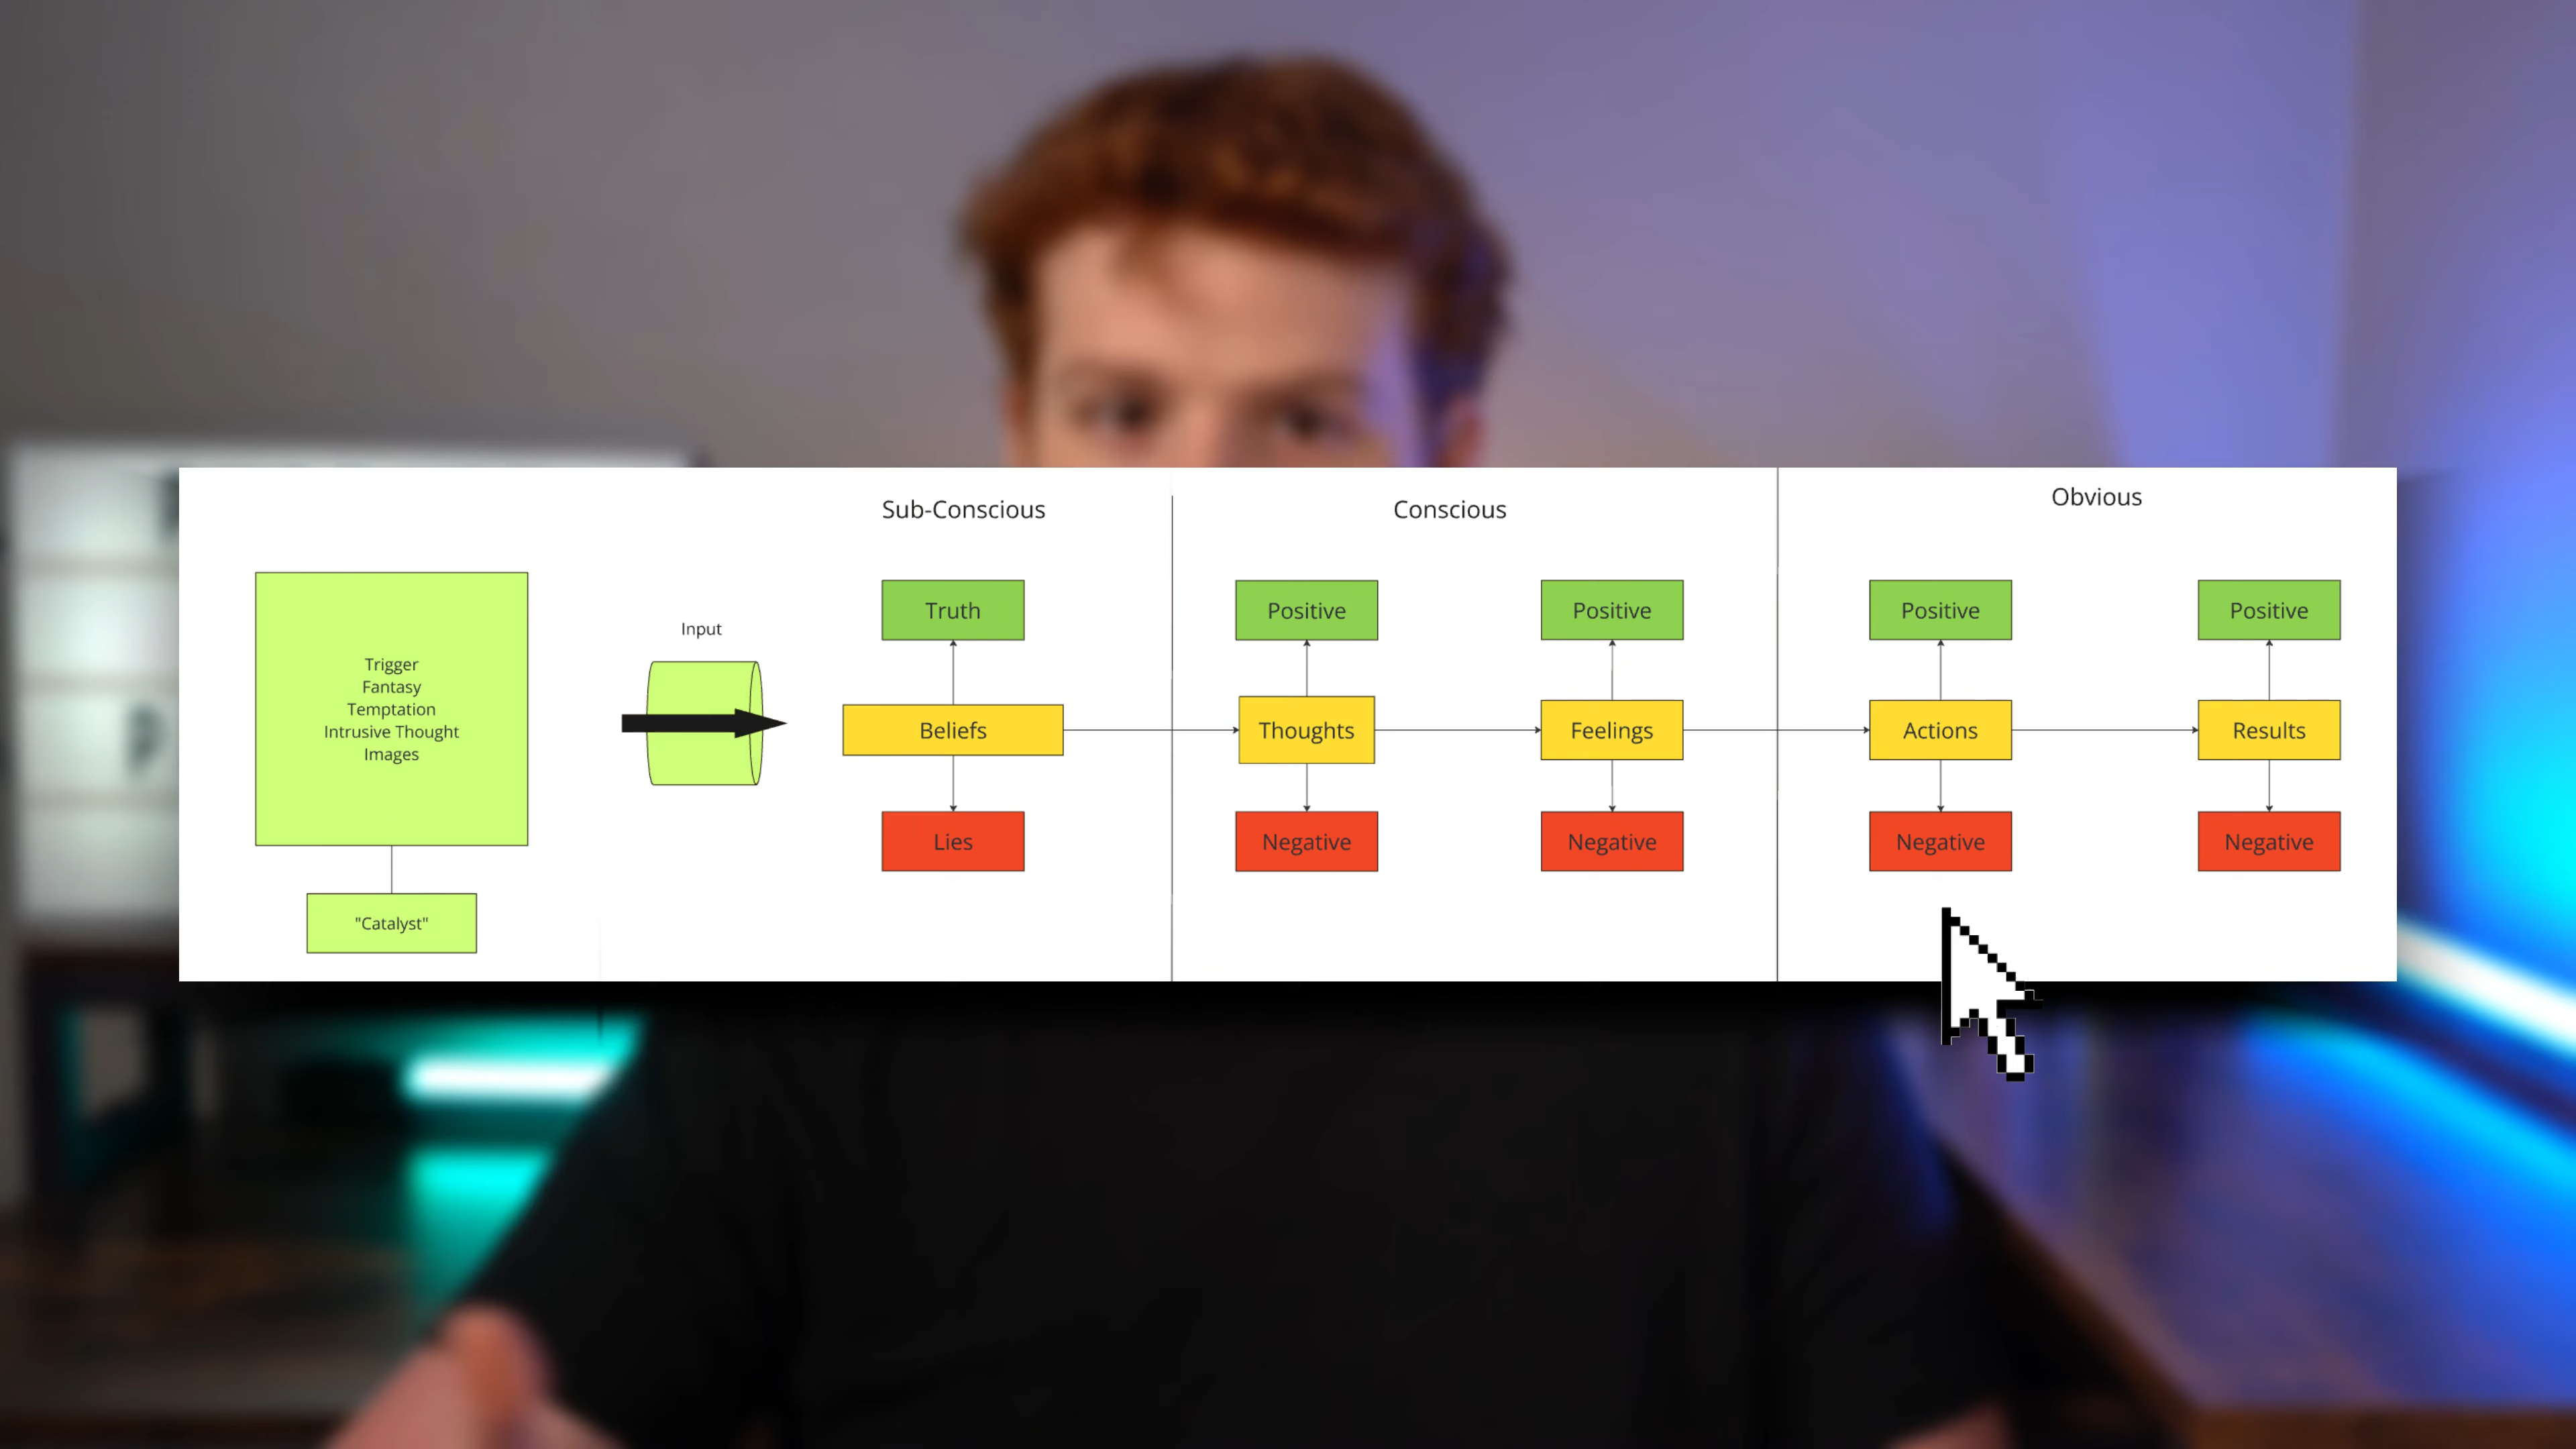 Sub-Conscious
Conscious
Obvious
Trigger
Fantasy
Temptation
Intrusive Thought
Images
"Catalyst"
Input
Truth
Beliefs
Lies
Positive
Thoughts
Negative
Positive
Feelings
Negative
Positive
Actions
Negative
Positive
Results
Negative